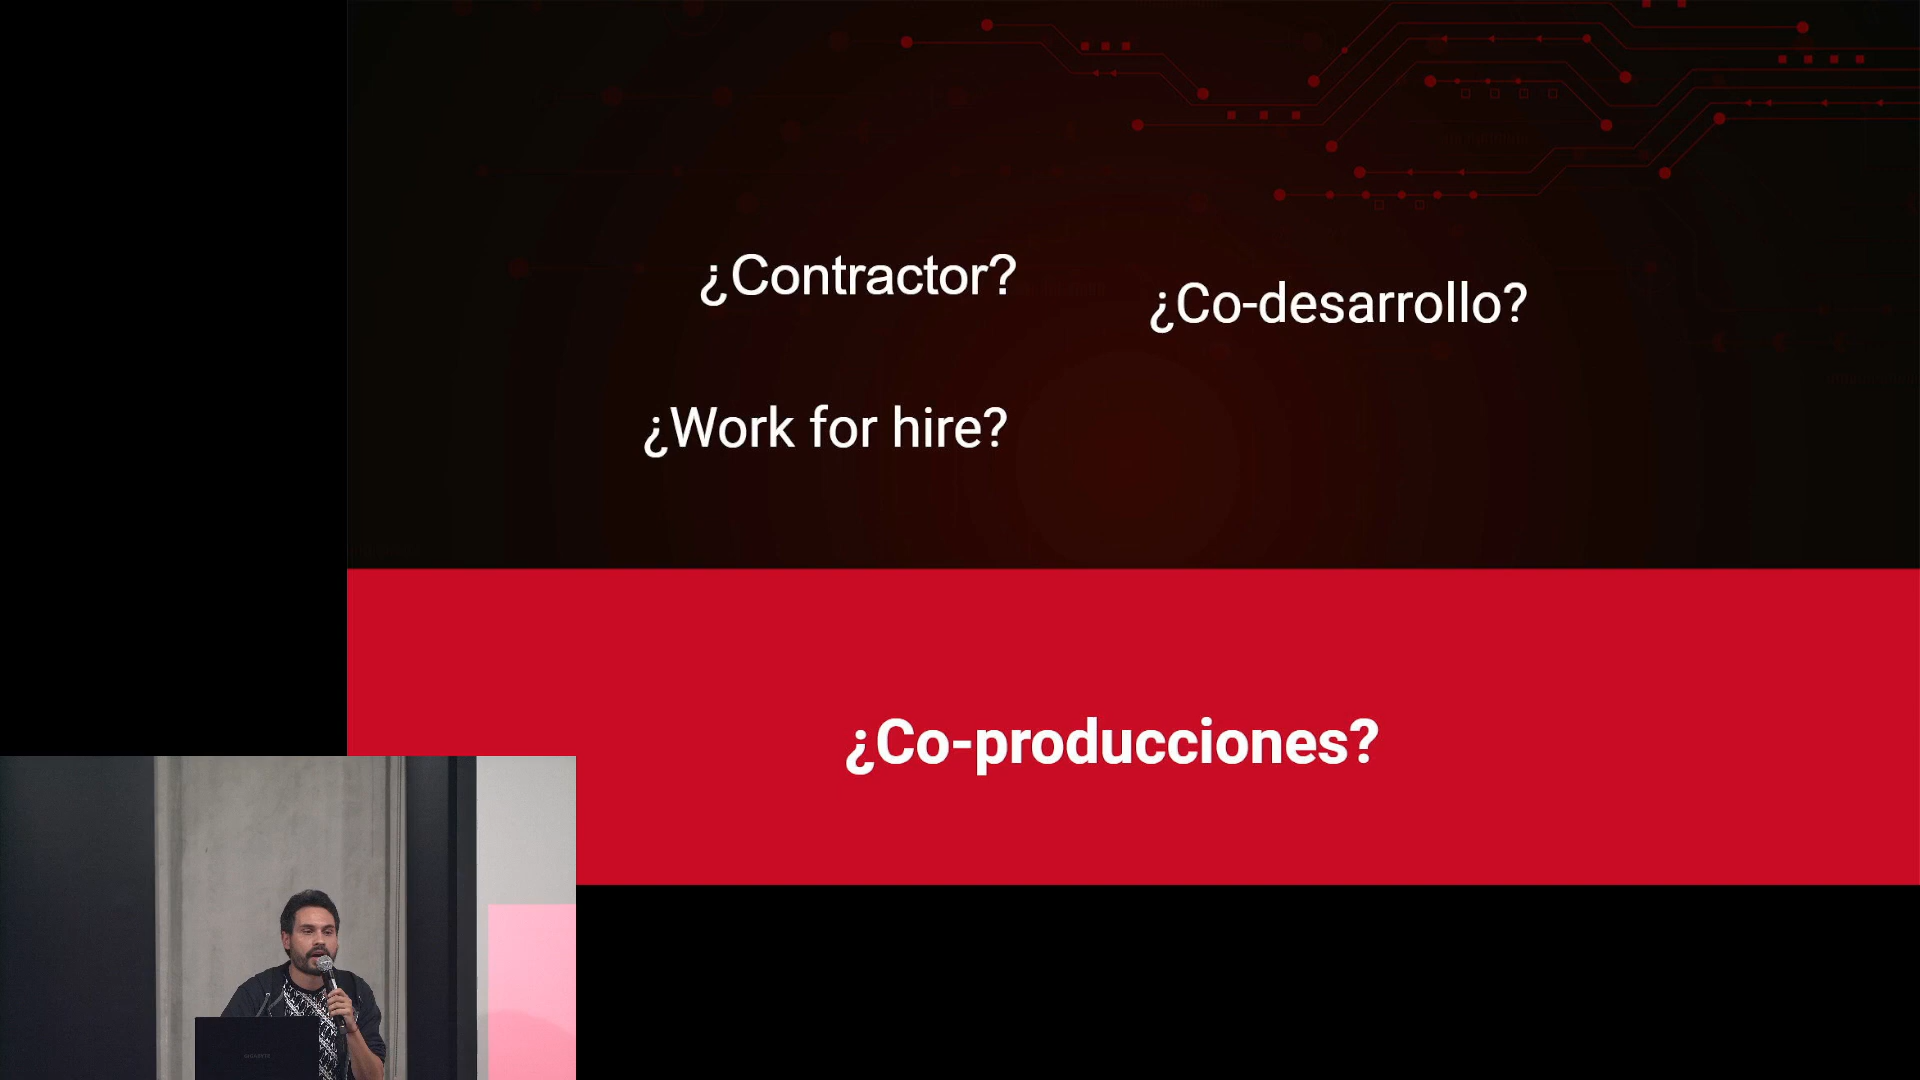 ¿Contractor?
¿Co-desarrollo?
¿Work for hire?
¿Co-producciones?